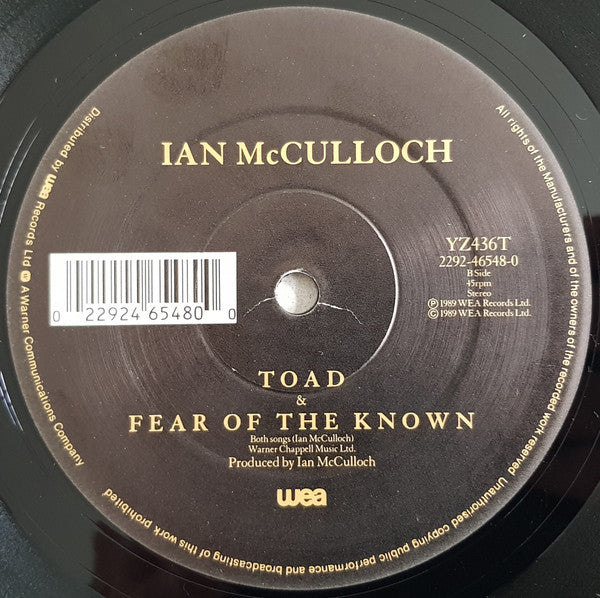 IAN McCULLOCH
YZ436T
2292-46548-0
B Side
45rpm
Stereo
Ⓟ 1989 WEA Records Ltd.
© 1989 WEA Records Ltd.
0 22924 65480 0
TOAD
&
FEAR OF THE KNOWN
Both songs (Ian McCulloch)
Warner Chappell Music Ltd.
Produced by Ian McCulloch
wea
All rights of the Manufacturers and of the owners of the recorded work reserved Unauthorised copying public performance and broadcasting of this work prohibited
Distributed by wea Records Ltd A Warner Communications Company